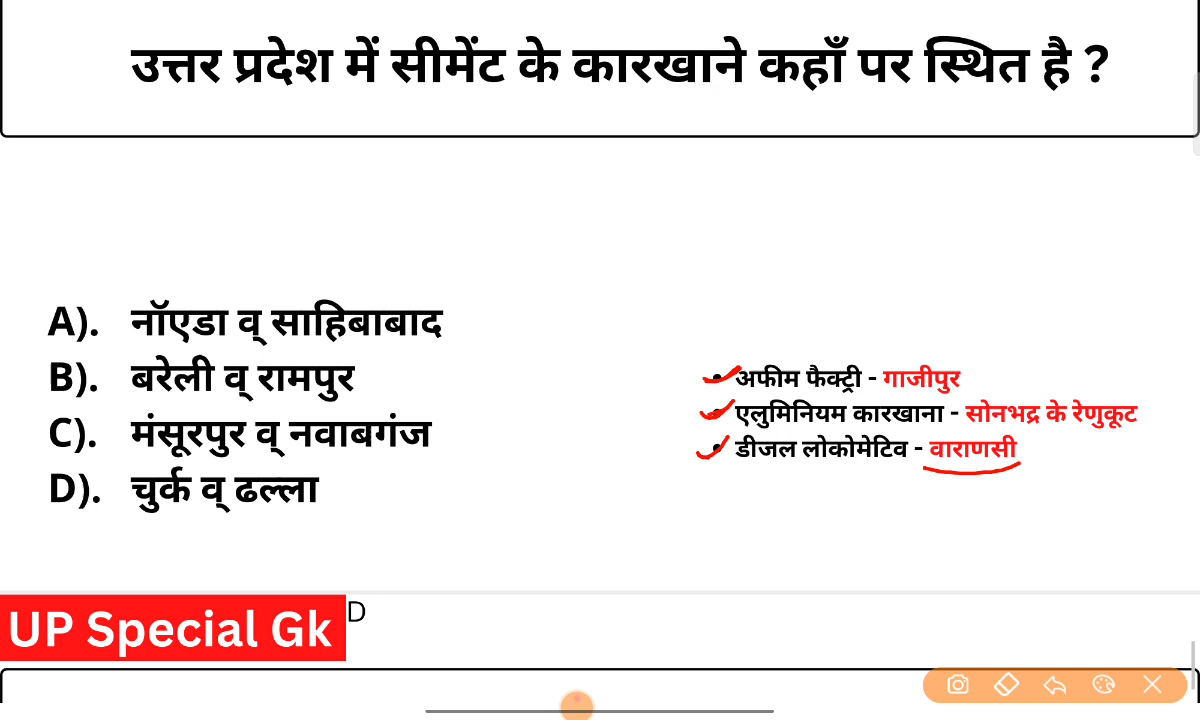 उत्तर प्रदेश में सीमेंट के कारखाने कहाँ पर स्थित है ?
A). नॉएडा व् साहिबाबाद
B). बरेली व् रामपुर
C). मंसूरपुर व् नवाबगंज
D). चुर्क व् ढल्ला
अफीम फैक्ट्री - गाजीपुर
एलुमिनियम कारखाना - सोनभद्र के रेणुकूट
डीजल लोकोमेटिव - वाराणसी
UP Special Gk D